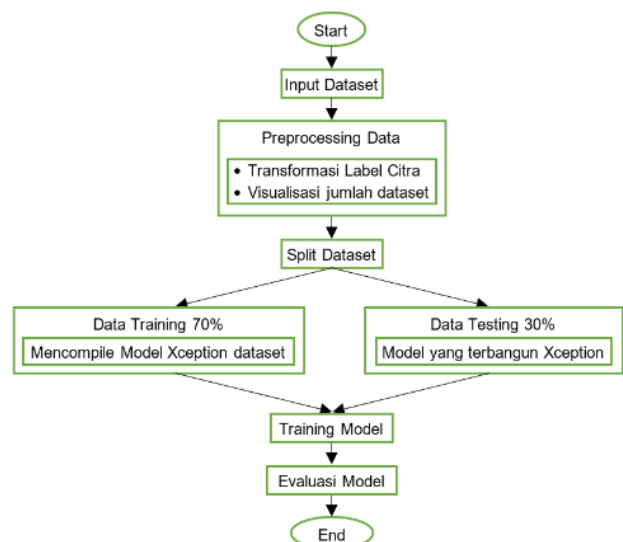 Start
Input Dataset
Preprocessing Data
• Transformasi Label Citra
• Visualisasi jumlah dataset
Split Dataset
Data Training 70%
Mencompile Model Xception dataset
Data Testing 30%
Model yang terbangun Xception
Training Model
Evaluasi Model
End